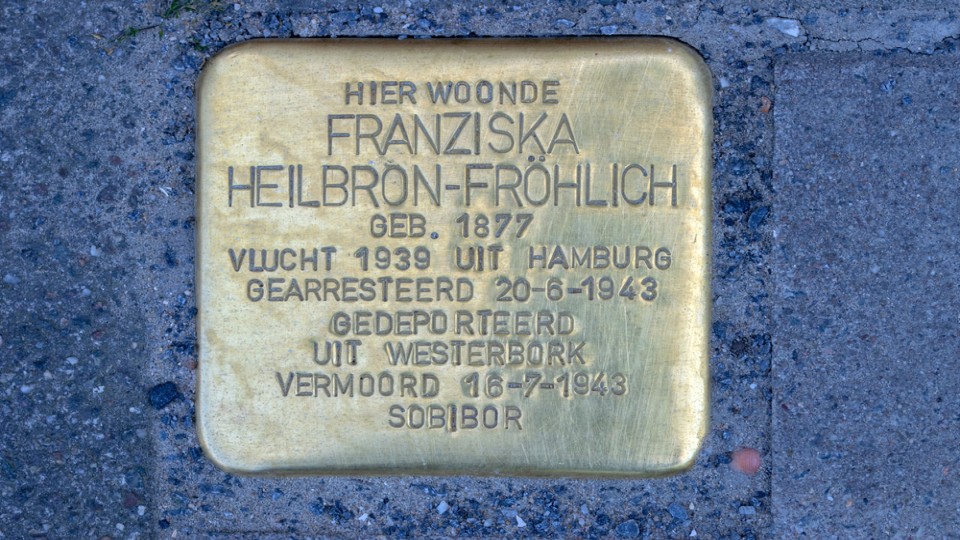 HIER WOONDE
FRANZISKA
HEILBRON-FRÖHLICH
GEB. 1877
VLUCHT 1939 UIT HAMBURG
GEARRESTEERD 20-6-1943
GEDEPORTEERD
UIT WESTERBORK
VERMOORD 16-7-1943
SOBIBOR